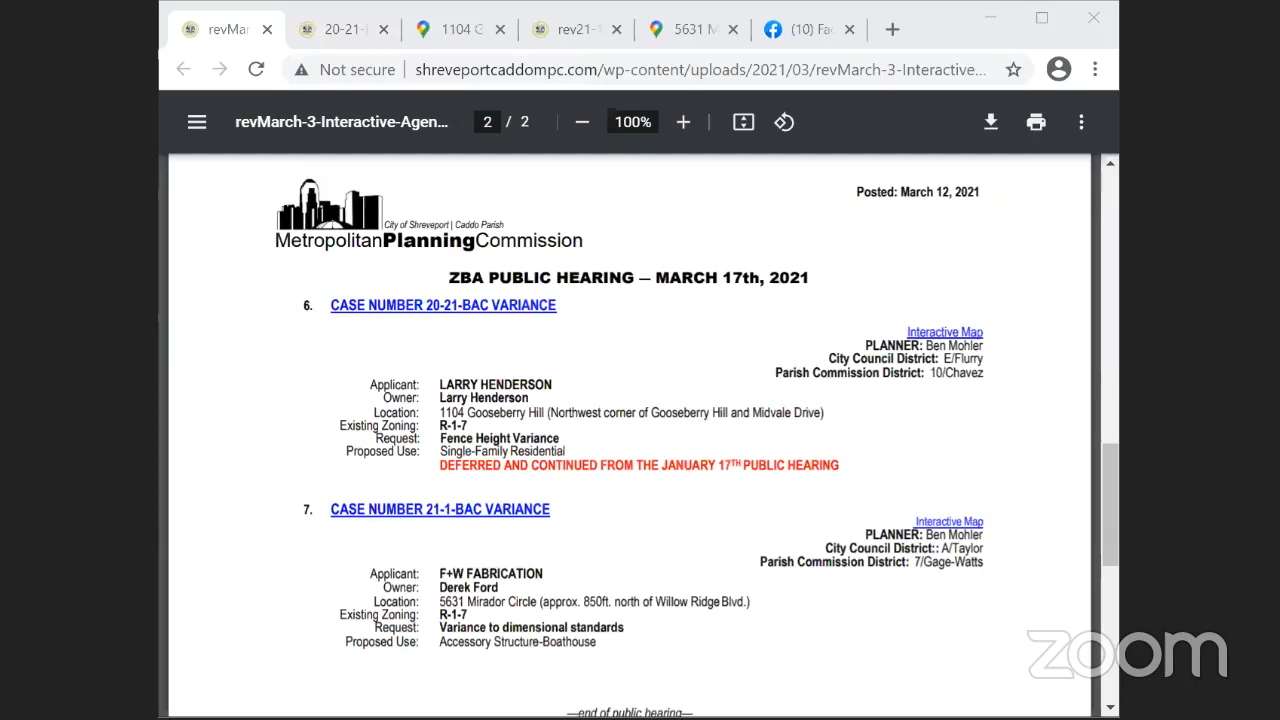 revMar
20-21-
1104 G
rev21-1
5631 M
(10) Fac
Not secure | shreveportcaddompc.com/wp-content/uploads/2021/03/revMarch-3-Interactive...
revMarch-3-Interactive-Agen...
2 / 2
100%
Posted: March 12, 2021
City of Shreveport | Caddo Parish
MetropolitanPlanningCommission
ZBA PUBLIC HEARING — MARCH 17th, 2021
6. CASE NUMBER 20-21-BAC VARIANCE
Interactive Map
PLANNER: Ben Mohler
City Council District: E/Flurry
Parish Commission District: 10/Chavez
Applicant: LARRY HENDERSON
Owner: Larry Henderson
Location: 1104 Gooseberry Hill (Northwest corner of Gooseberry Hill and Midvale Drive)
Existing Zoning: R-1-7
Request: Fence Height Variance
Proposed Use: Single-Family Residential
DEFERRED AND CONTINUED FROM THE JANUARY 17TH PUBLIC HEARING
7. CASE NUMBER 21-1-BAC VARIANCE
Interactive Map
PLANNER: Ben Mohler
City Council District:: A/Taylor
Parish Commission District: 7/Gage-Watts
Applicant: F+W FABRICATION
Owner: Derek Ford
Location: 5631 Mirador Circle (approx. 850ft. north of Willow Ridge Blvd.)
Existing Zoning: R-1-7
Request: Variance to dimensional standards
Proposed Use: Accessory Structure-Boathouse
—end of public hearing—
zoom